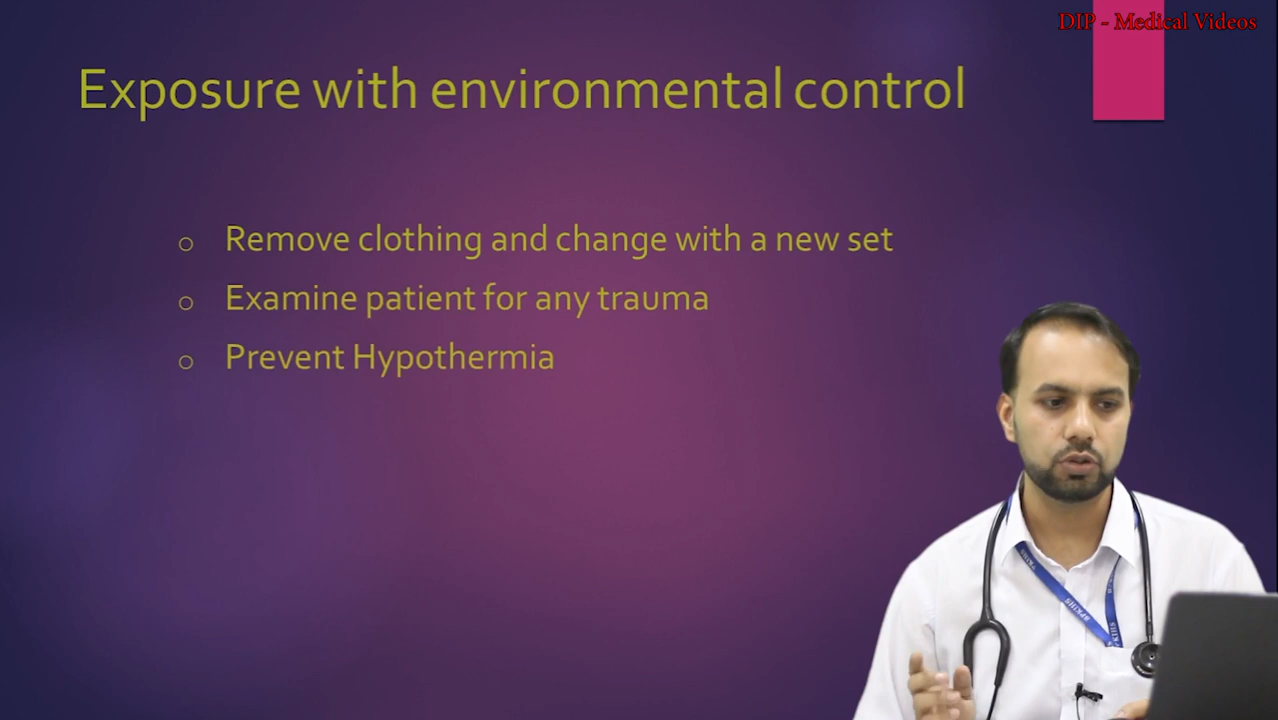 DIP - Medical Videos
Exposure with environmental control
o Remove clothing and change with a new set
o Examine patient for any trauma
o Prevent Hypothermia
BPKIHS